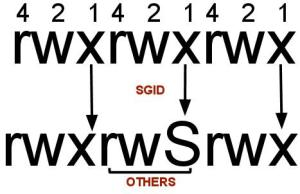 4 2 1 4 2 1 4 2 1
rwxrwxrwx
SGID
rwxrwSrwx
OTHERS